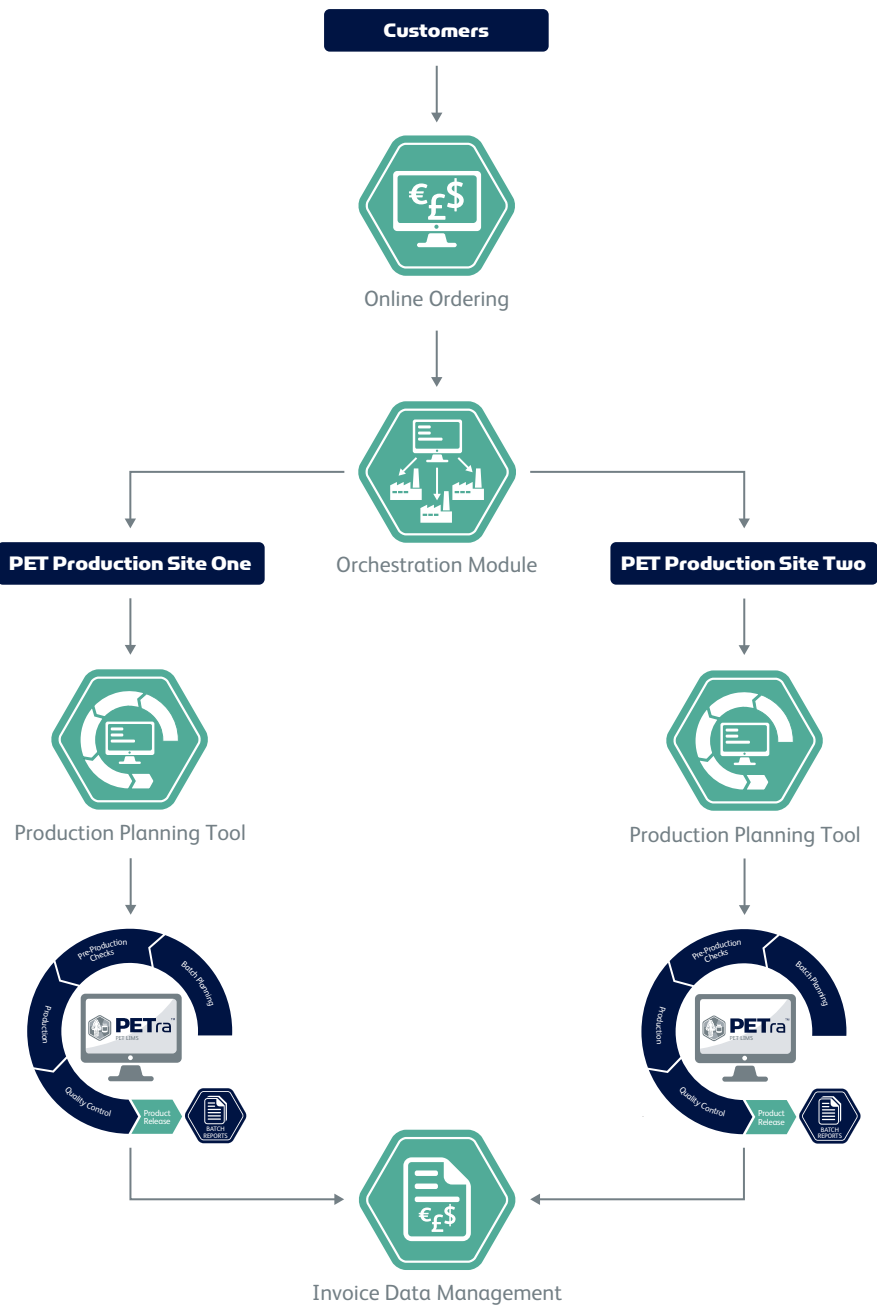 Customers
€£$
Online Ordering
Orchestration Module
PET Production Site One
PET Production Site Two
Production Planning Tool
Production Planning Tool
Batch Planning
Pre-Production
Checks
Production
Quality Control
Product
Release
BATCH
REPORTS
PETra™
PET LIMS
Batch Planning
Pre-Production
Checks
Production
Quality Control
Product
Release
BATCH
REPORTS
PETra™
PET LIMS
€£$
Invoice Data Management